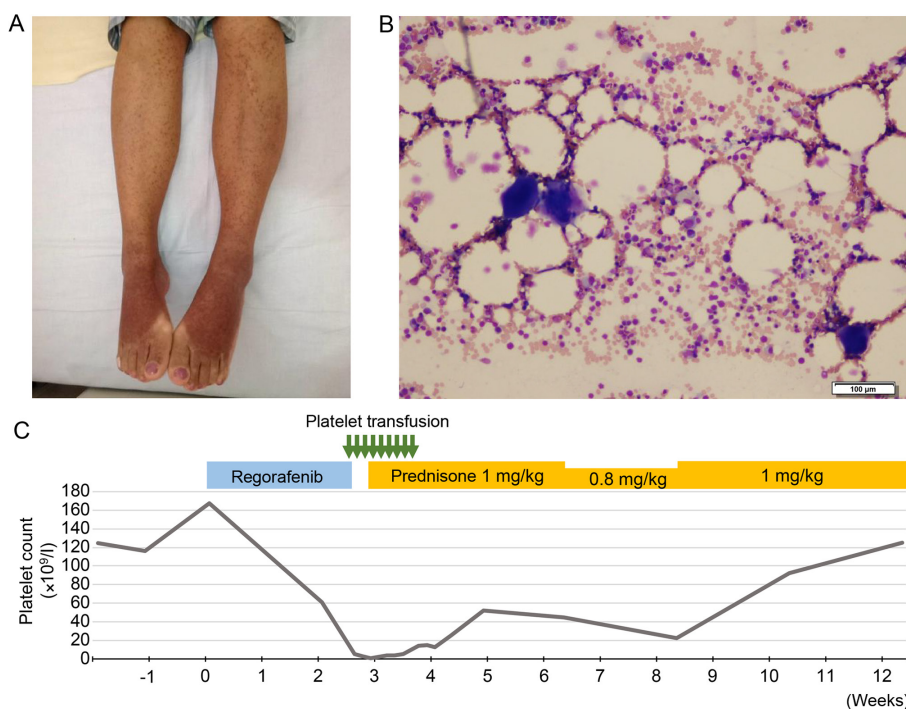 A
B
100 µm
C
Platelet transfusion
Regorafenib
Prednisone 1 mg/kg
0.8 mg/kg
1 mg/kg
Platelet count
(×10⁹/l)
180
160
140
120
100
80
60
40
20
0
-1 0 1 2 3 4 5 6 7 8 9 10 11 12
(Weeks)